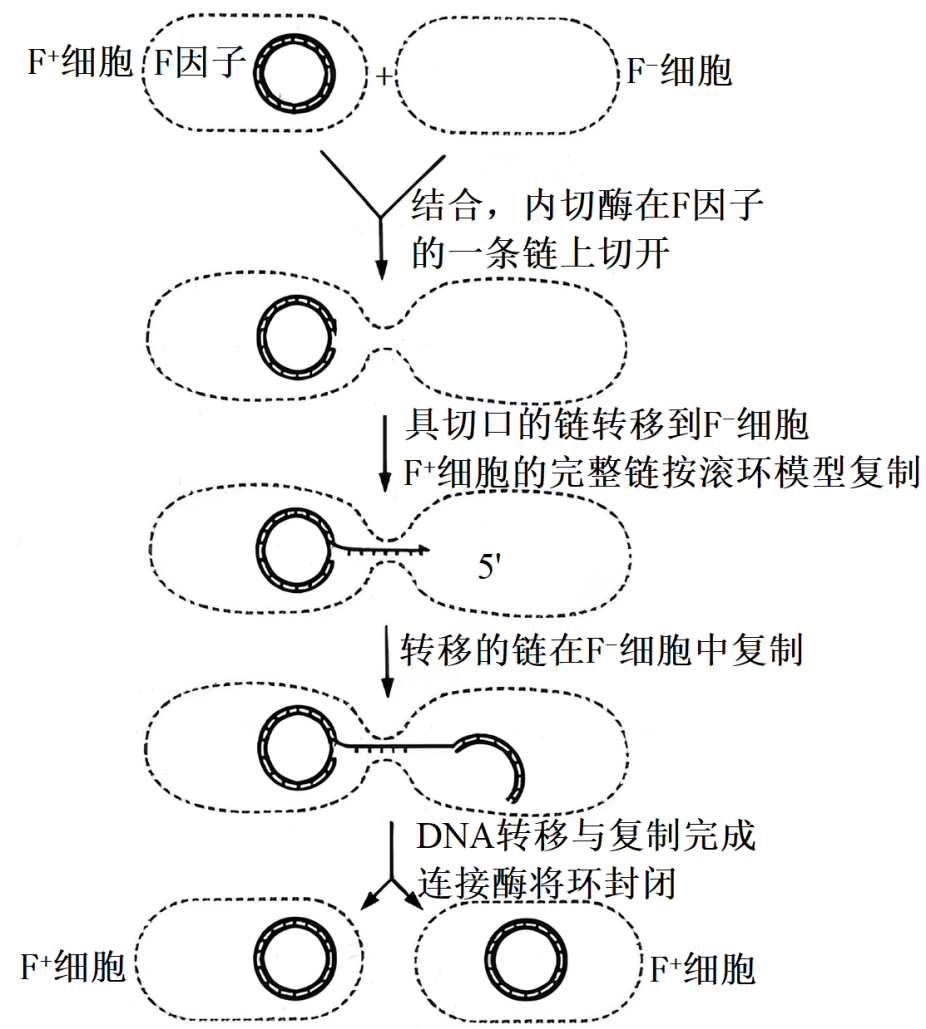 F⁺细胞 F因子 + F⁻细胞
结合，内切酶在F因子
的一条链上切开
具切口的链转移到F⁻细胞
F⁺细胞的完整链按滚环模型复制
5'
转移的链在F⁻细胞中复制
DNA转移与复制完成
连接酶将环封闭
F⁺细胞 F⁺细胞